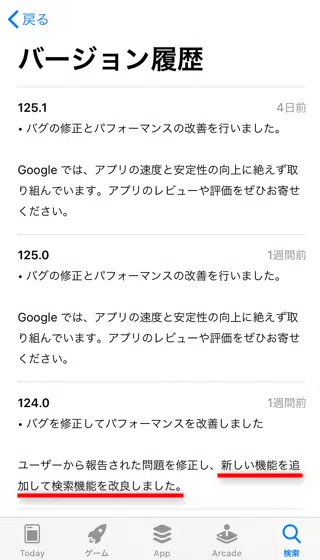 戻る
バージョン履歴
125.1 4日前
• バグの修正とパフォーマンスの改善を行いました。
Google では、アプリの速度と安定性の向上に絶えず取
り組んでいます。アプリのレビューや評価をぜひお寄せ
ください。
125.0 1週間前
• バグの修正とパフォーマンスの改善を行いました。
Google では、アプリの速度と安定性の向上に絶えず取
り組んでいます。アプリのレビューや評価をぜひお寄せ
ください。
124.0 1週間前
• バグを修正してパフォーマンスを改善しました
ユーザーから報告された問題を修正し、新しい機能を追
加して検索機能を改良しました。
Today ゲーム App Arcade 検索